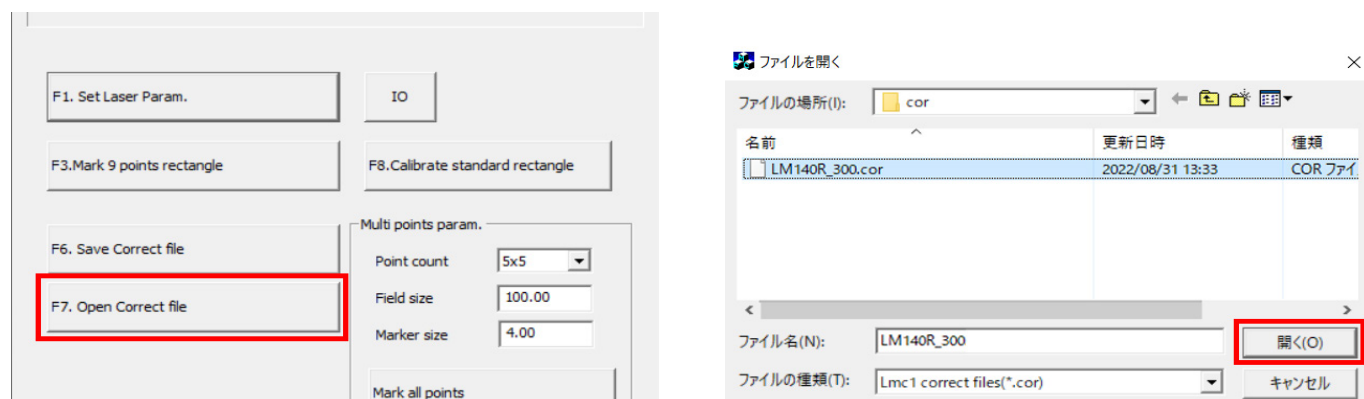 F1. Set Laser Param.
IO
F3.Mark 9 points rectangle
F8.Calibrate standard rectangle
F6. Save Correct file
F7. Open Correct file
Multi points param.
Point count 5x5
Field size 100.00
Marker size 4.00
Mark all points
ファイルを開く
ファイルの場所(I): cor
名前 更新日時 種類
LM140R_300.cor 2022/08/31 13:33 COR ファイ
ファイル名(N): LM140R_300 開く(O)
ファイルの種類(T): Lmc1 correct files(*.cor) キャンセル